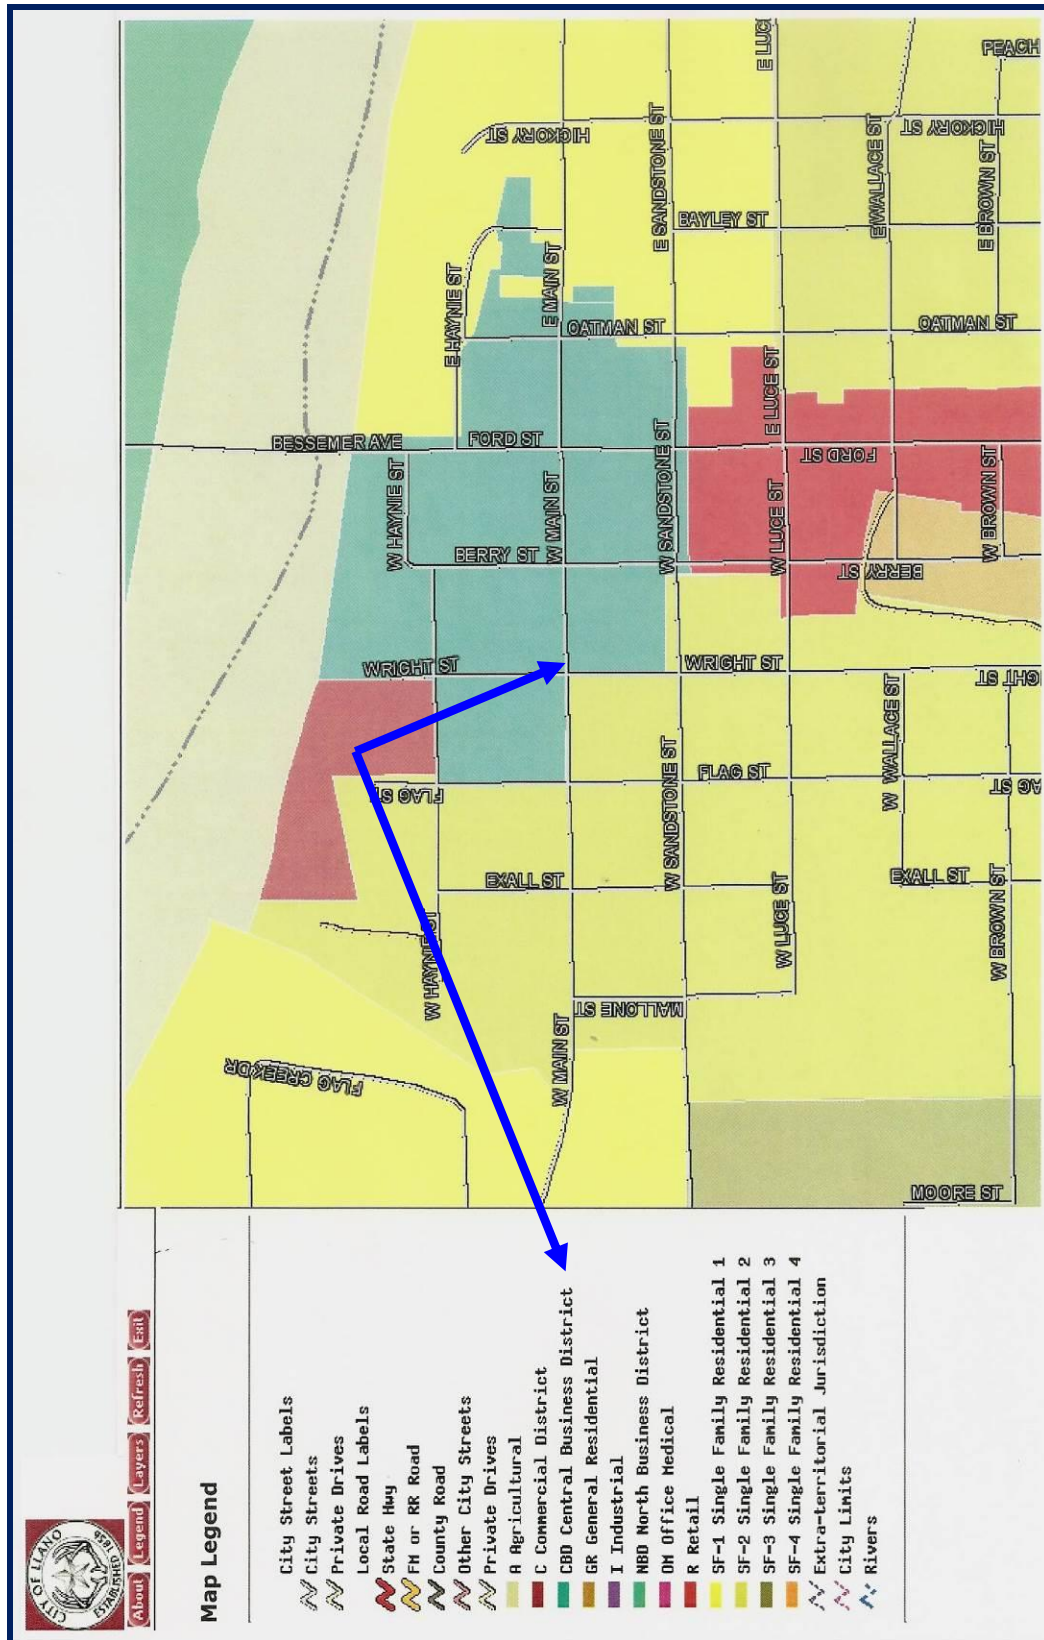 CITY OF LLANO
ESTABLISHED 1856
About
Legend
Layers
Refresh
Exit
Map Legend
City Street Labels
City Streets
Private Drives
Local Road Labels
State Hwy
FM or RR Road
County Road
Other City Streets
Private Drives
A Agricultural
C Commercial District
CBD Central Business District
GR General Residential
I Industrial
NBD North Business District
OM Office Medical
R Retail
SF-1 Single Family Residential 1
SF-2 Single Family Residential 2
SF-3 Single Family Residential 3
SF-4 Single Family Residential 4
Extra-territorial Jurisdiction
City Limits
Rivers
FLAG CREEK DR
W HAYNIE ST
W MAIN ST
MALLONE ST
EXALL ST
W SANDSTONE ST
W LUCE ST
W BROWN ST
MOORE ST
EXALL ST
FLAG ST
FLAG ST
W WALLACE ST
AG ST
WRIGHT ST
WRIGHT ST
IGHT ST
W HAYNIE ST
BERRY ST
W MAIN ST
W SANDSTONE ST
W LUCE ST
BERRY ST
W BROWN ST
BESSEMER AVE
FORD ST
FORD ST
E HAYNIE ST
E MAIN ST
OATMAN ST
E LUCE ST
OATMAN ST
E SANDSTONE ST
BAYLEY ST
E WALLACE ST
E BROWN ST
HICKORY ST
HICKORY ST
E LUC
PEACH